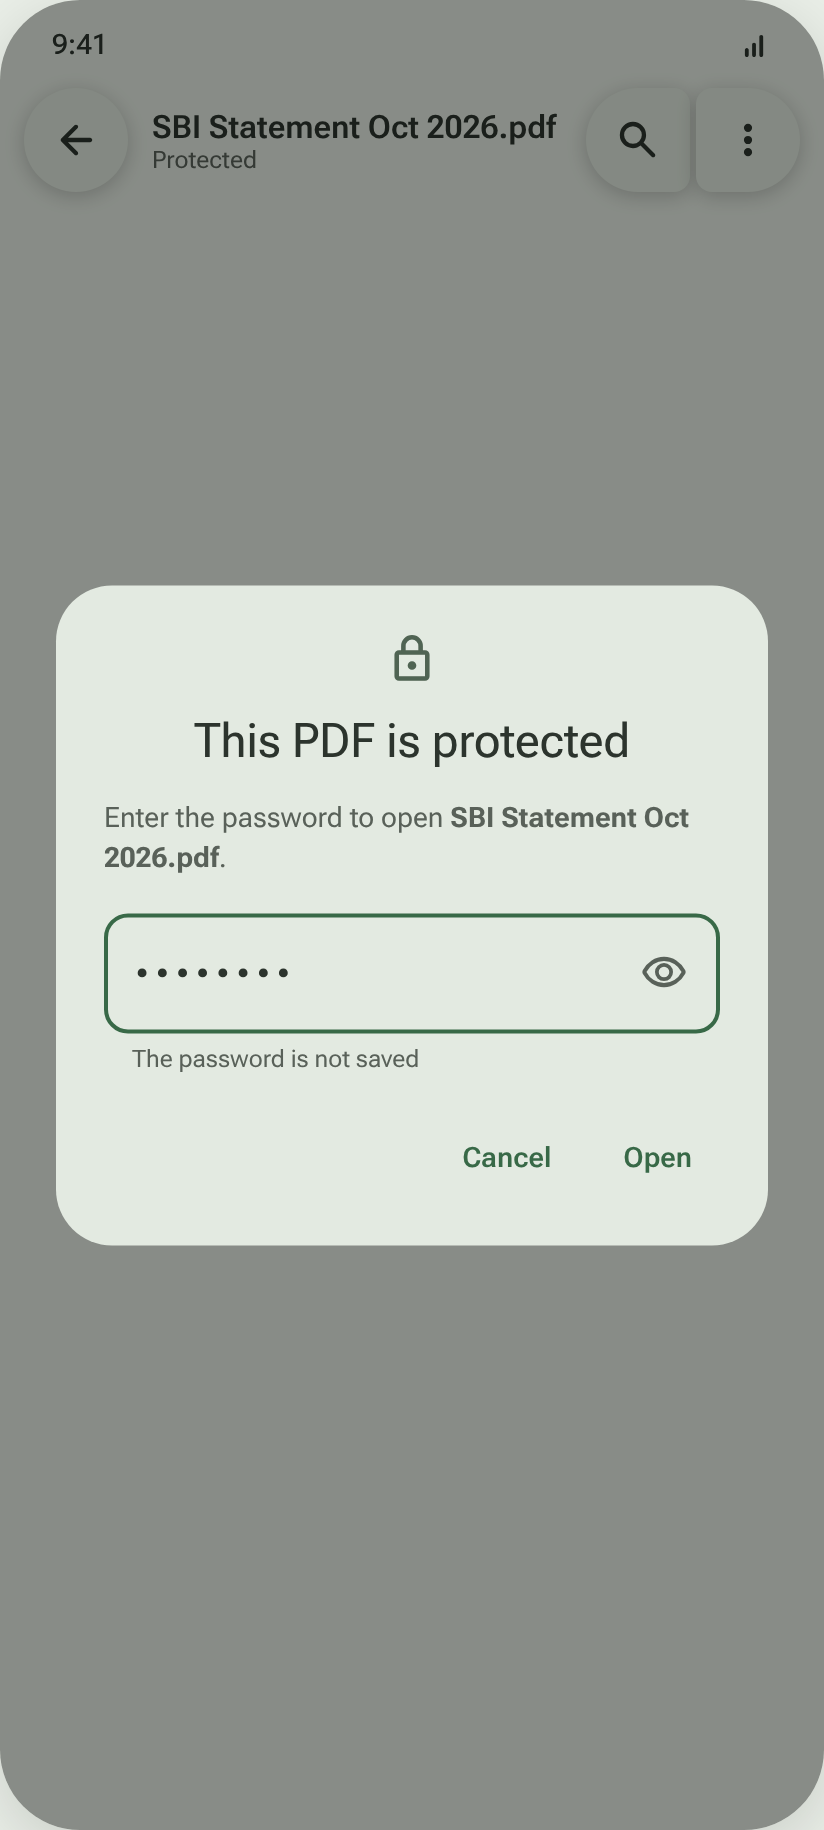 9:41
SBI Statement Oct 2026.pdf
Protected
This PDF is protected
Enter the password to open SBI Statement Oct
2026.pdf.
••••••••
The password is not saved
Cancel
Open